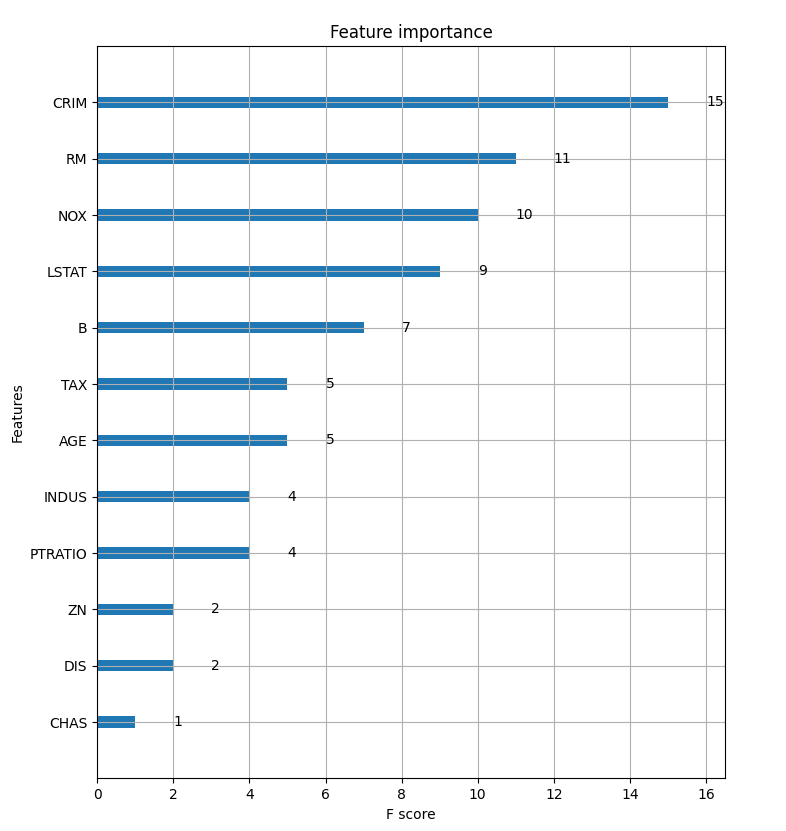 Feature importance
CRIM 15
RM 11
NOX 10
LSTAT 9
B 7
TAX 5
AGE 5
INDUS 4
PTRATIO 4
ZN 2
DIS 2
CHAS 1
Features
0 2 4 6 8 10 12 14 16
F score